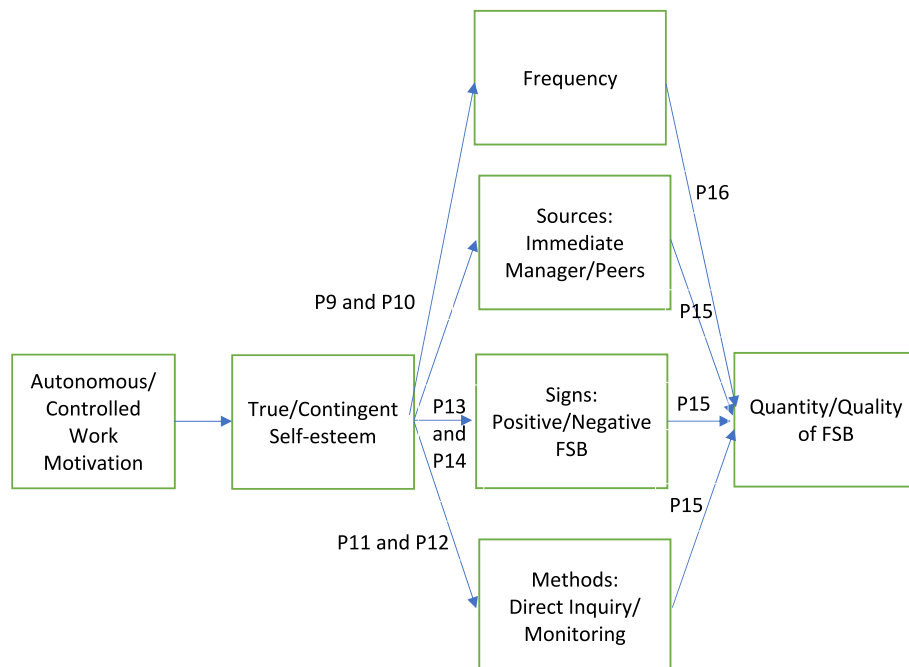 Frequency
P16
Sources:
Immediate
Manager/Peers
P9 and P10
P15
Autonomous/
Controlled
Work
Motivation
True/Contingent
Self-esteem
P13
and
P14
Signs:
Positive/Negative
FSB
P15
Quantity/Quality
of FSB
P11 and P12
P15
Methods:
Direct Inquiry/
Monitoring